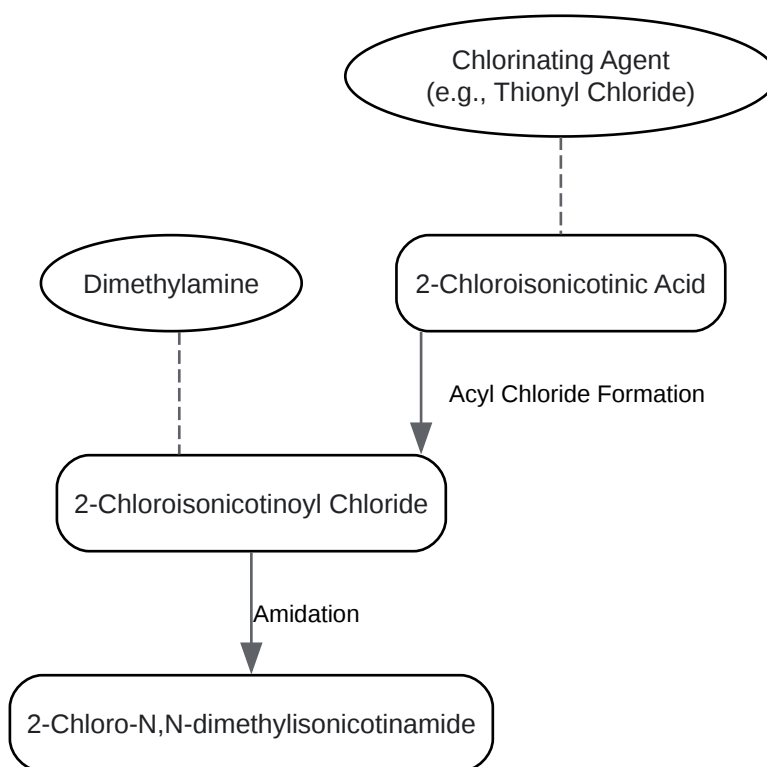 Chlorinating Agent
(e.g., Thionyl Chloride)
Dimethylamine
2-Chloroisonicotinic Acid
Acyl Chloride Formation
2-Chloroisonicotinoyl Chloride
Amidation
2-Chloro-N,N-dimethylisonicotinamide